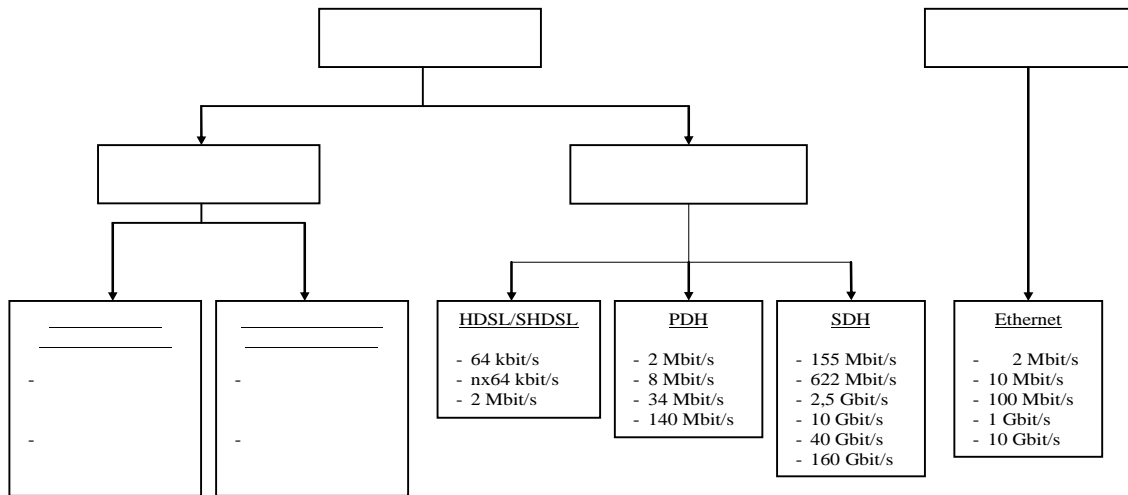 HDSL/SHDSL
- 64 kbit/s
- nx64 kbit/s
- 2 Mbit/s
PDH
- 2 Mbit/s
- 8 Mbit/s
- 34 Mbit/s
- 140 Mbit/s
SDH
- 155 Mbit/s
- 622 Mbit/s
- 2,5 Gbit/s
- 10 Gbit/s
- 40 Gbit/s
- 160 Gbit/s
Ethernet
- 2 Mbit/s
- 10 Mbit/s
- 100 Mbit/s
- 1 Gbit/s
- 10 Gbit/s
-
-
-
-